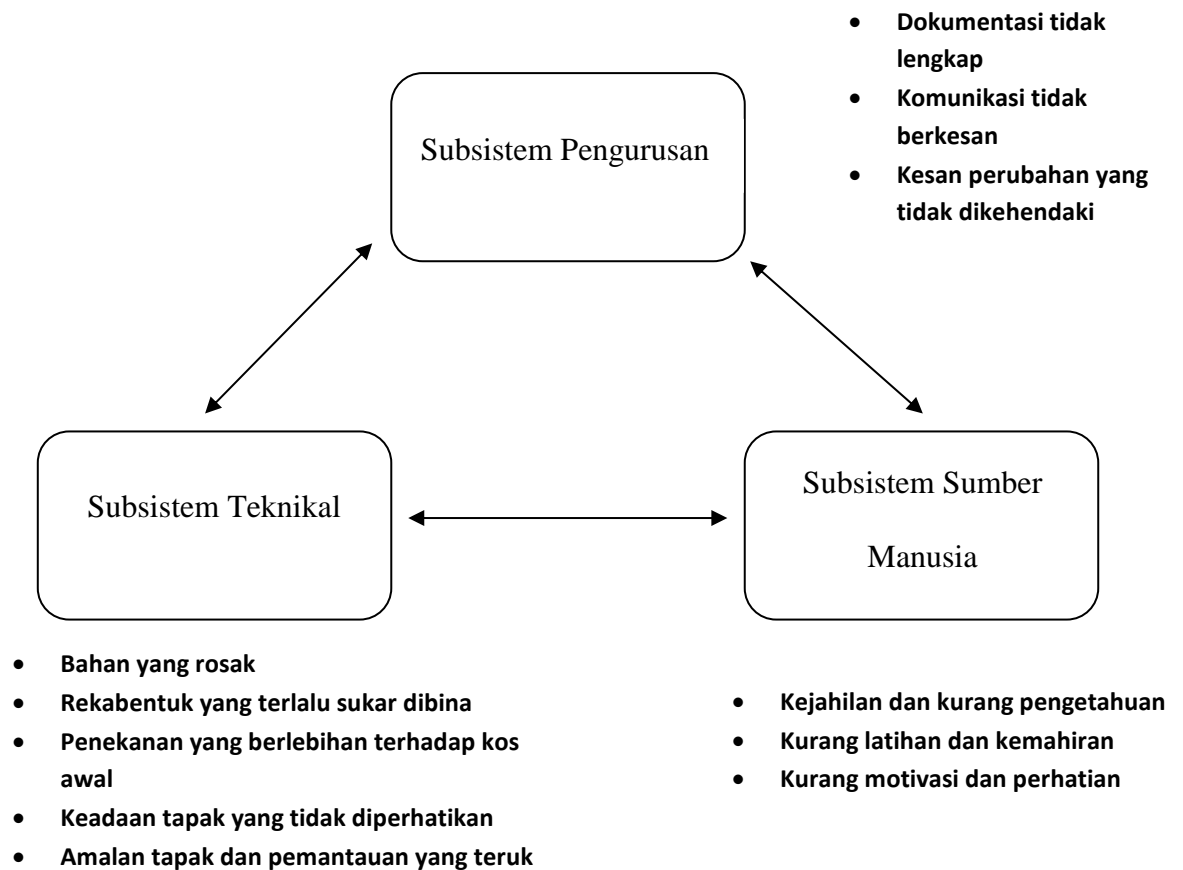 • Dokumentasi tidak
lengkap
• Komunikasi tidak
berkesan
• Kesan perubahan yang
tidak dikehendaki
Subsistem Pengurusan
Subsistem Teknikal
Subsistem Sumber
Manusia
• Bahan yang rosak
• Rekabentuk yang terlalu sukar dibina
• Penekanan yang berlebihan terhadap kos
awal
• Keadaan tapak yang tidak diperhatikan
• Amalan tapak dan pemantauan yang teruk
• Kejahilan dan kurang pengetahuan
• Kurang latihan dan kemahiran
• Kurang motivasi dan perhatian